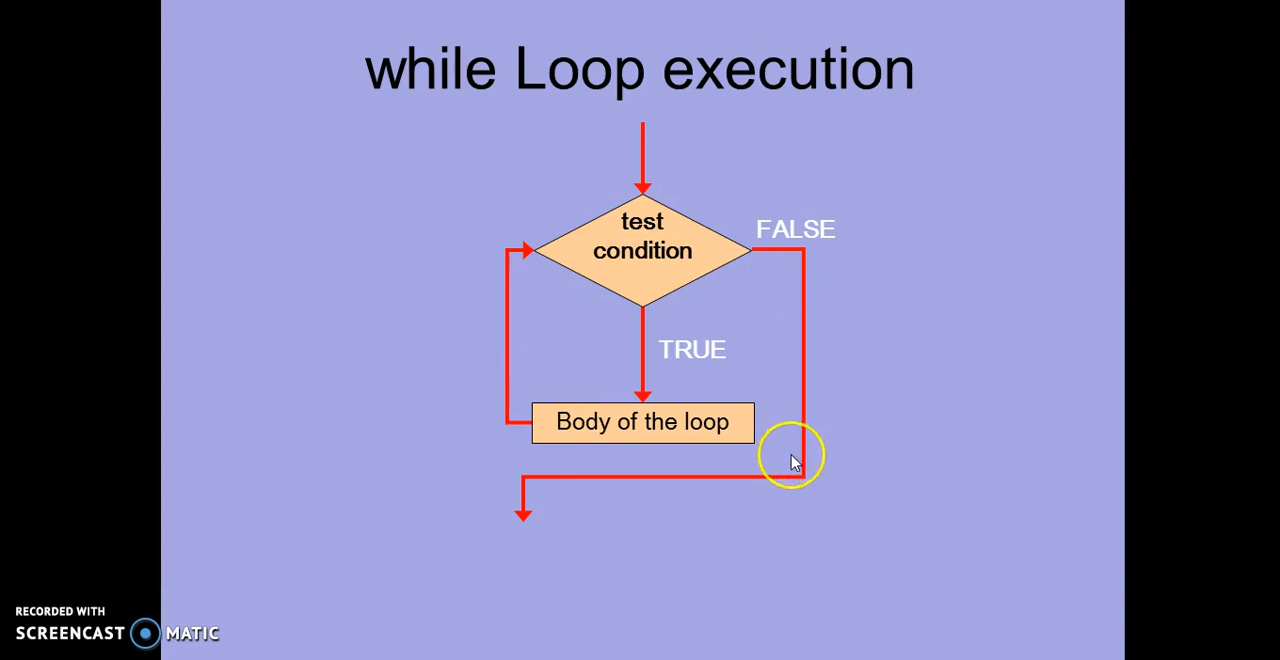 while Loop execution
test
condition
FALSE
TRUE
Body of the loop
RECORDED WITH
SCREENCAST MATIC